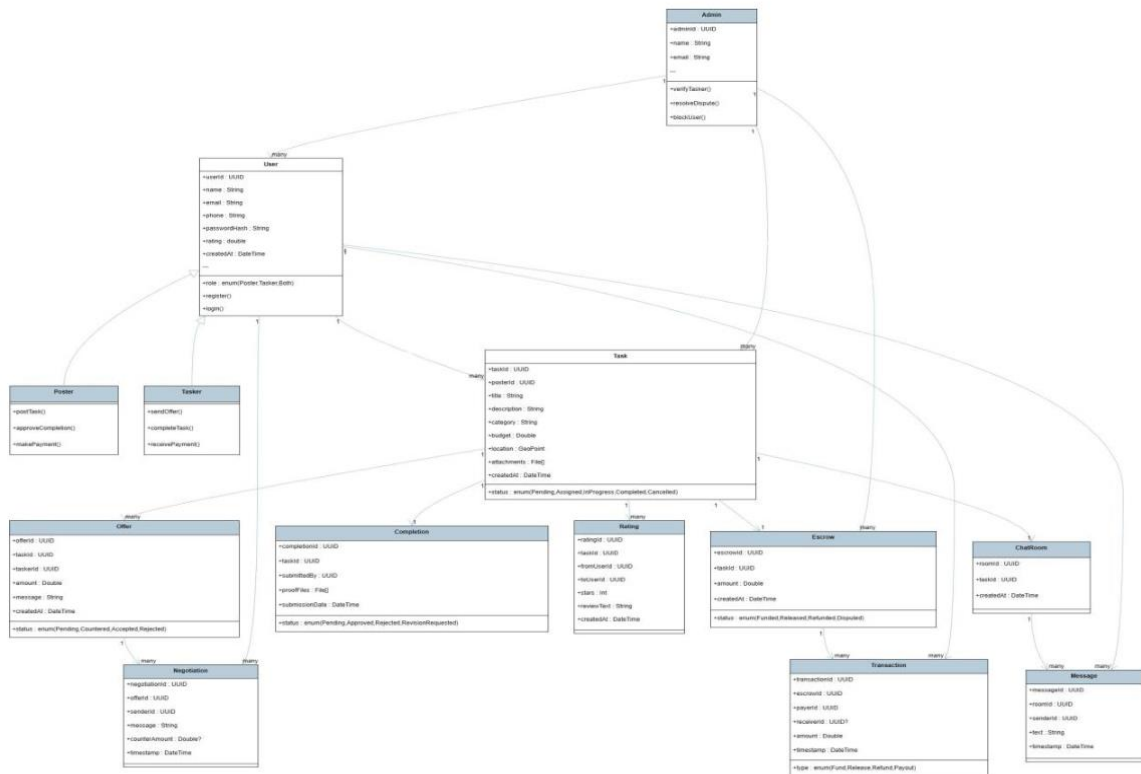 Admin
+adminId : UUID
+name : String
+email : String
---
+verifyTasker()
+resolveDispute()
+blockUser()
1
1
1
many
User
+userId : UUID
+name : String
+email : String
+phone : String
+passwordHash : String
+rating : double
+createdAt : DateTime
---
+role : enum(Poster,Tasker,Both)
+register()
+login()
1
1
1
many
many
Poster
+postTask()
+approveCompletion()
+makePayment()
Tasker
+sendOffer()
+completeTask()
+receivePayment()
Task
+taskId : UUID
+posterId : UUID
+title : String
+description : String
+category : String
+budget : Double
+location : GeoPoint
+attachments : File[]
+createdAt : DateTime
+status : enum(Pending,Assigned,InProgress,Completed,Cancelled)
1
1
1
1
1
many
1
many
1
many
1
Offer
+offerId : UUID
+taskId : UUID
+taskerId : UUID
+amount : Double
+message : String
+createdAt : DateTime
+status : enum(Pending,Countered,Accepted,Rejected)
Completion
+completionId : UUID
+taskId : UUID
+submittedBy : UUID
+proofFiles : File[]
+submissionDate : DateTime
+status : enum(Pending,Approved,Rejected,RevisionRequested)
Rating
+ratingId : UUID
+taskId : UUID
+fromUserId : UUID
+toUserId : UUID
+stars : int
+reviewText : String
+createdAt : DateTime
Escrow
+escrowId : UUID
+taskId : UUID
+amount : Double
+createdAt : DateTime
+status : enum(Funded,Released,Refunded,Disputed)
ChatRoom
+roomId : UUID
+taskId : UUID
+createdAt : DateTime
1
many
many
1
many
many
1
many
many
Negotiation
+negotiationId : UUID
+offerId : UUID
+senderId : UUID
+message : String
+counterAmount : Double?
+timestamp : DateTime
Transaction
+transactionId : UUID
+escrowId : UUID
+payerId : UUID
+receiverId : UUID?
+amount : Double
+timestamp : DateTime
+type : enum(Fund,Release,Refund,Payout)
Message
+messageId : UUID
+roomId : UUID
+senderId : UUID
+text : String
+timestamp : DateTime